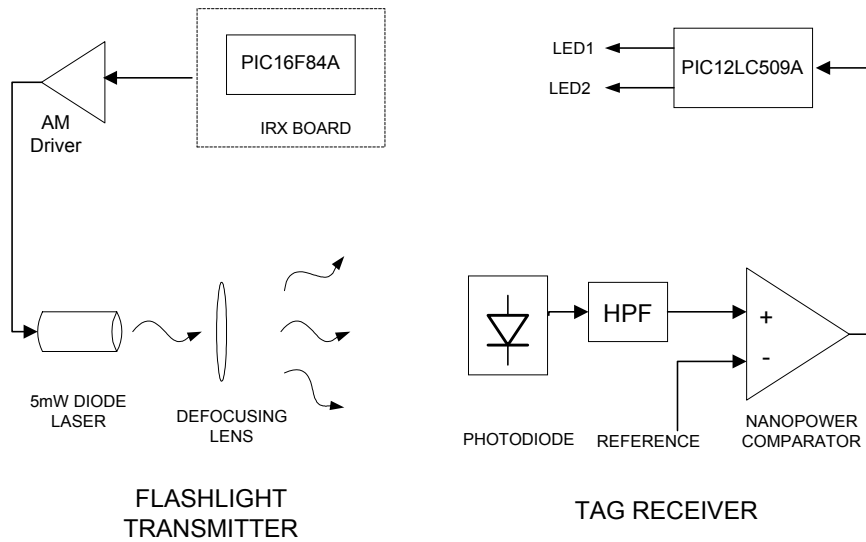 PIC16F84A
IRX BOARD
AM
Driver
5mW DIODE
LASER
DEFOCUSING
LENS
FLASHLIGHT
TRANSMITTER
LED1
LED2
PIC12LC509A
HPF
+
-
PHOTODIODE
REFERENCE
NANOPOWER
COMPARATOR
TAG RECEIVER